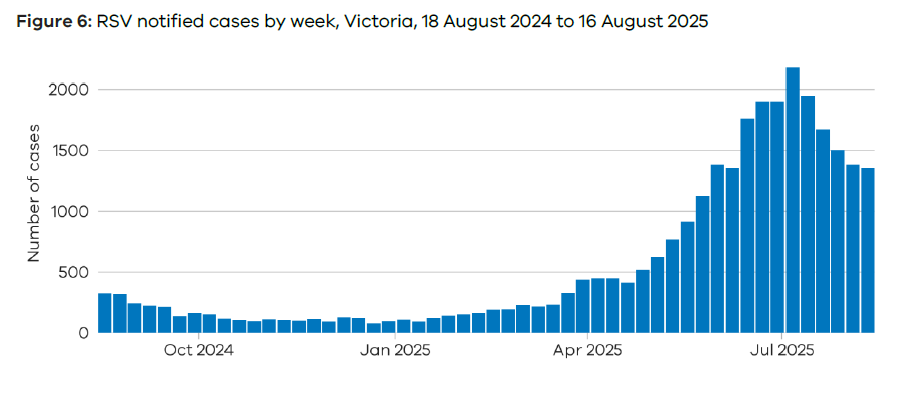 Figure 6: RSV notified cases by week, Victoria, 18 August 2024 to 16 August 2025
Number of cases
2000
1500
1000
500
0
Oct 2024
Jan 2025
Apr 2025
Jul 2025